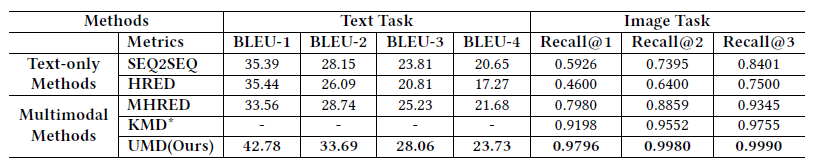 Methods Text Task Image Task
Metrics BLEU-1 BLEU-2 BLEU-3 BLEU-4 Recall@1 Recall@2 Recall@3
Text-only Methods SEQ2SEQ 35.39 28.15 23.81 20.65 0.5926 0.7395 0.8401
HRED 35.44 26.09 20.81 17.27 0.4600 0.6400 0.7500
Multimodal Methods MHRED 33.56 28.74 25.23 21.68 0.7980 0.8859 0.9345
KMD* - - - - 0.9198 0.9552 0.9755
UMD(Ours) 42.78 33.69 28.06 23.73 0.9796 0.9980 0.9990